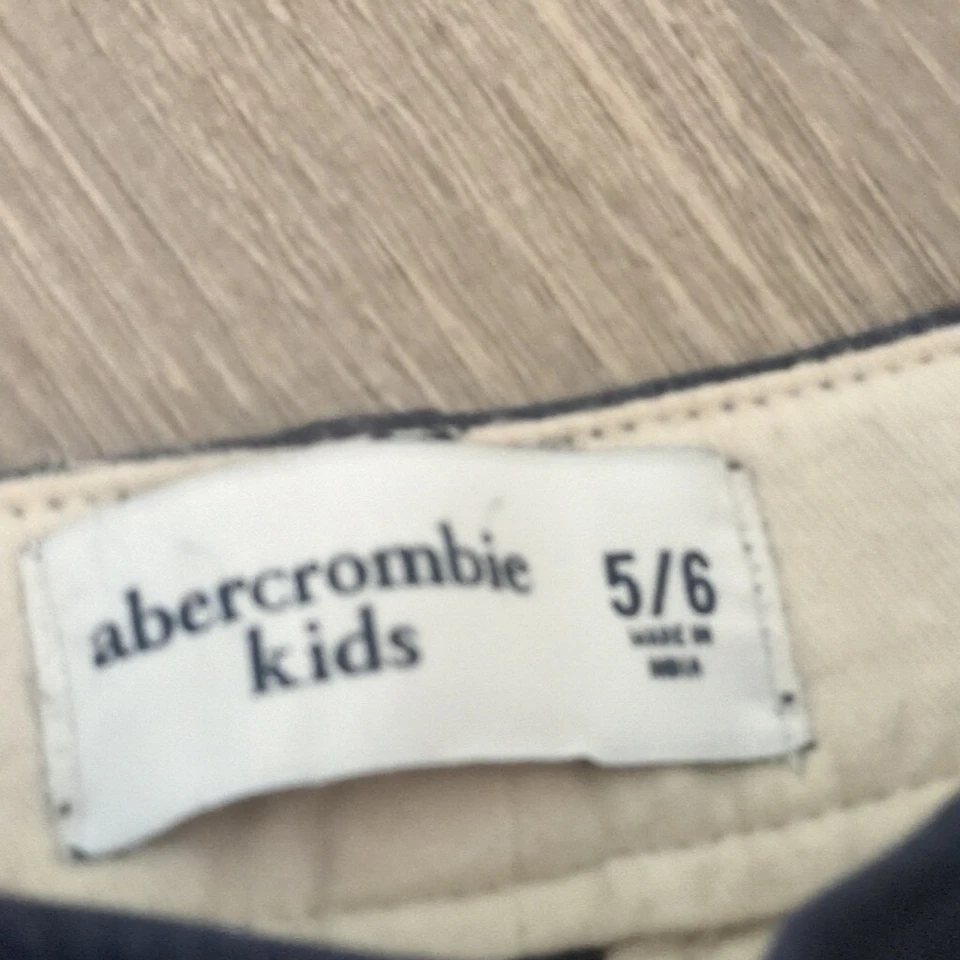 abercrombie
kids
5/6
MADE IN
INDIA